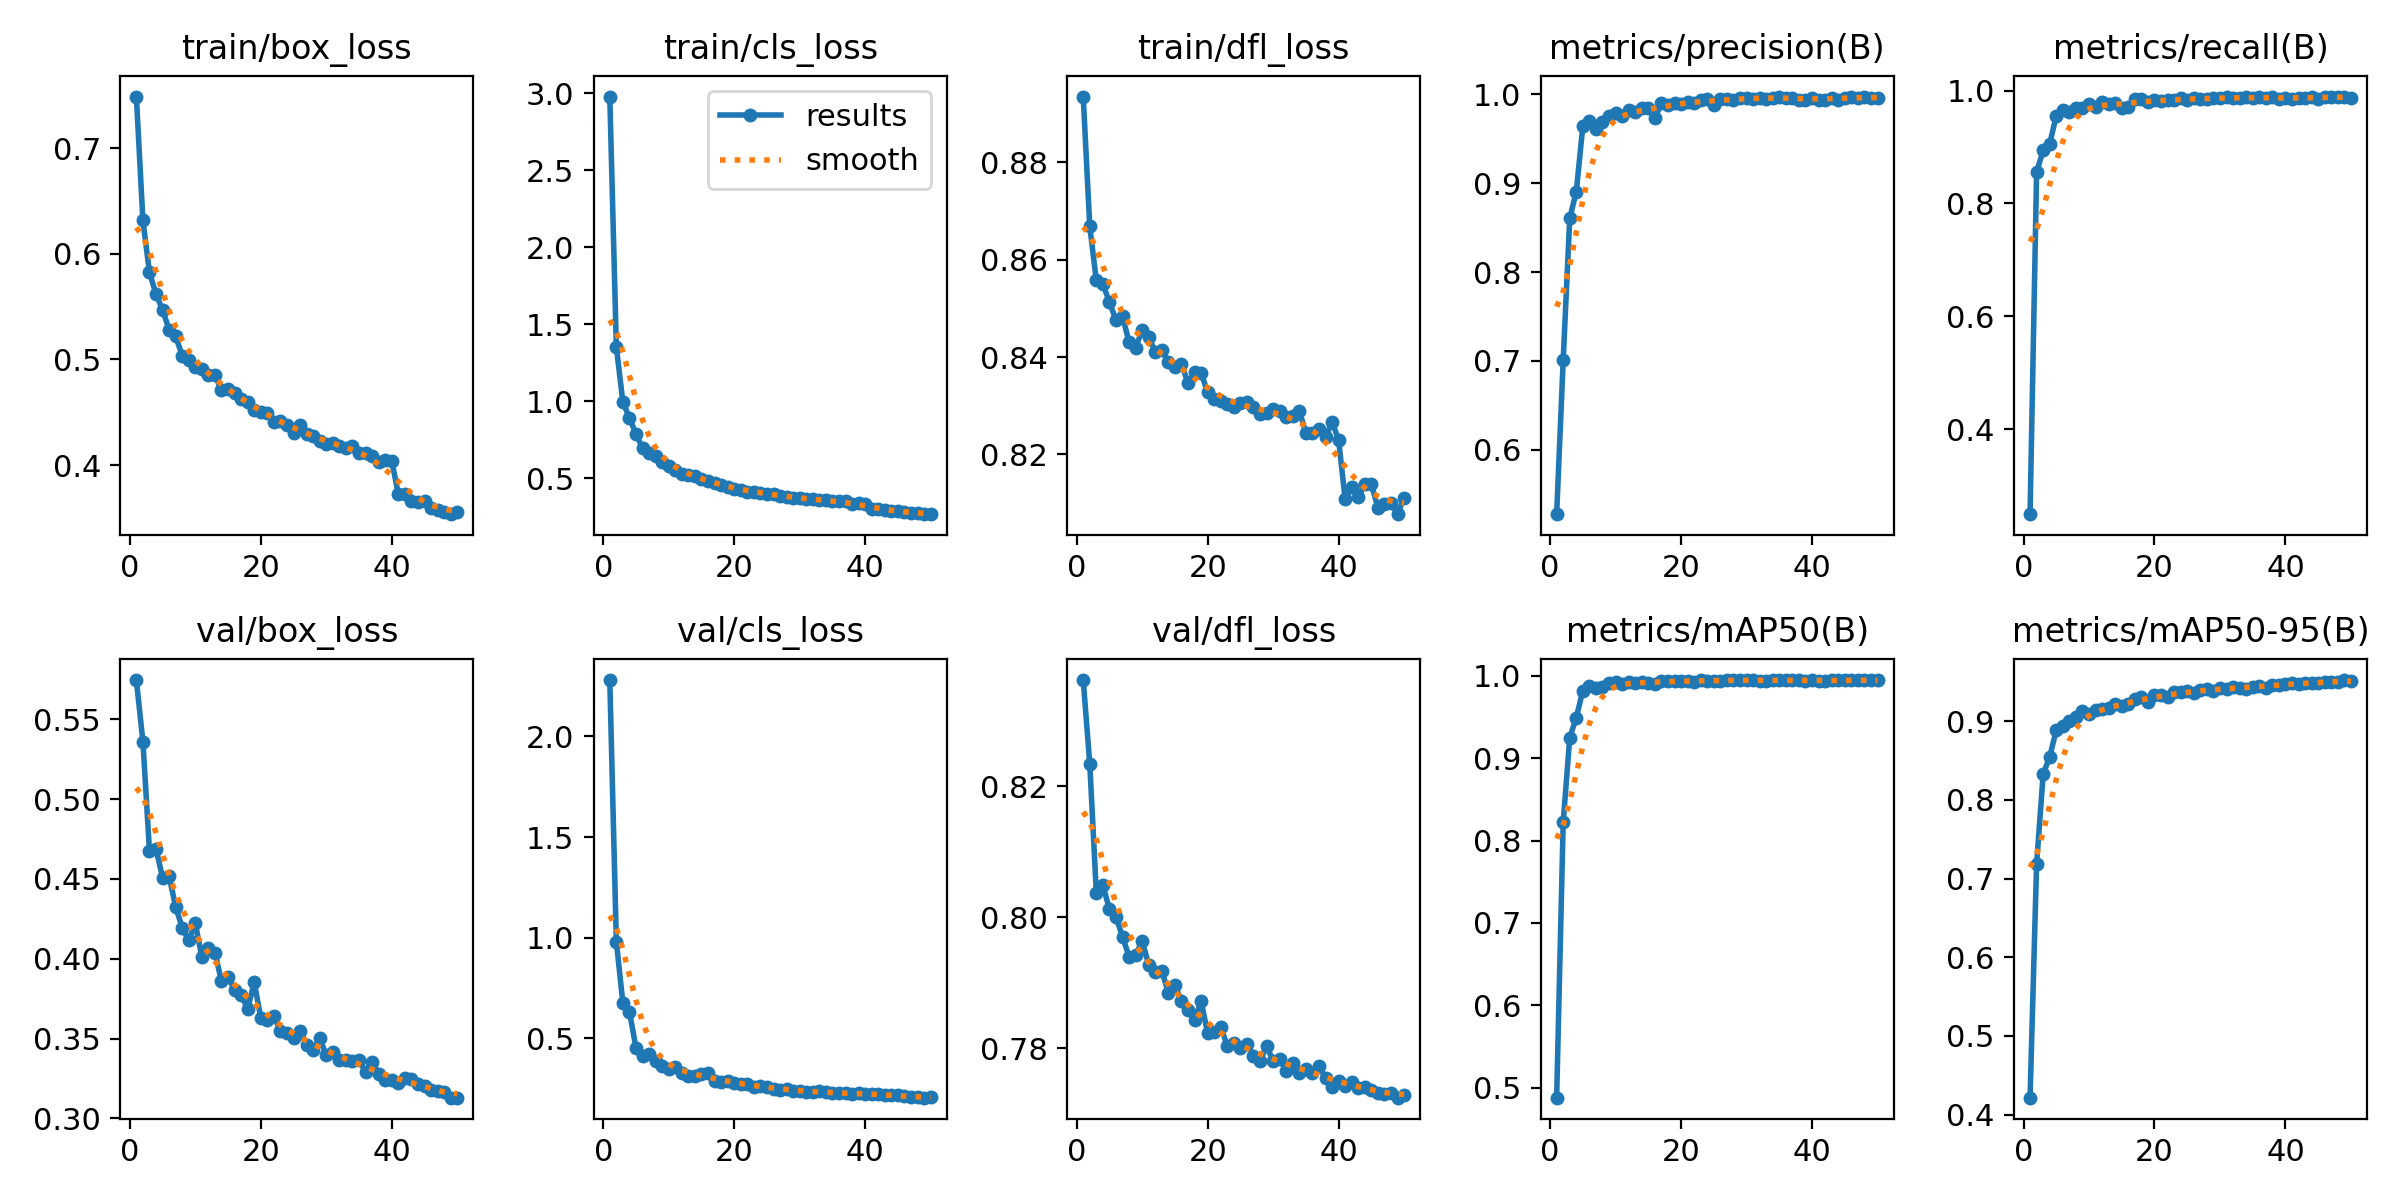 train/box_loss
0.7
0.6
0.5
0.4
0 20 40
train/cls_loss
results
smooth
3.0
2.5
2.0
1.5
1.0
0.5
0 20 40
train/dfl_loss
0.88
0.86
0.84
0.82
0 20 40
metrics/precision(B)
1.0
0.9
0.8
0.7
0.6
0 20 40
metrics/recall(B)
1.0
0.8
0.6
0.4
0 20 40
val/box_loss
0.55
0.50
0.45
0.40
0.35
0.30
0 20 40
val/cls_loss
2.0
1.5
1.0
0.5
0 20 40
val/dfl_loss
0.82
0.80
0.78
0 20 40
metrics/mAP50(B)
1.0
0.9
0.8
0.7
0.6
0.5
0 20 40
metrics/mAP50-95(B)
0.9
0.8
0.7
0.6
0.5
0.4
0 20 40